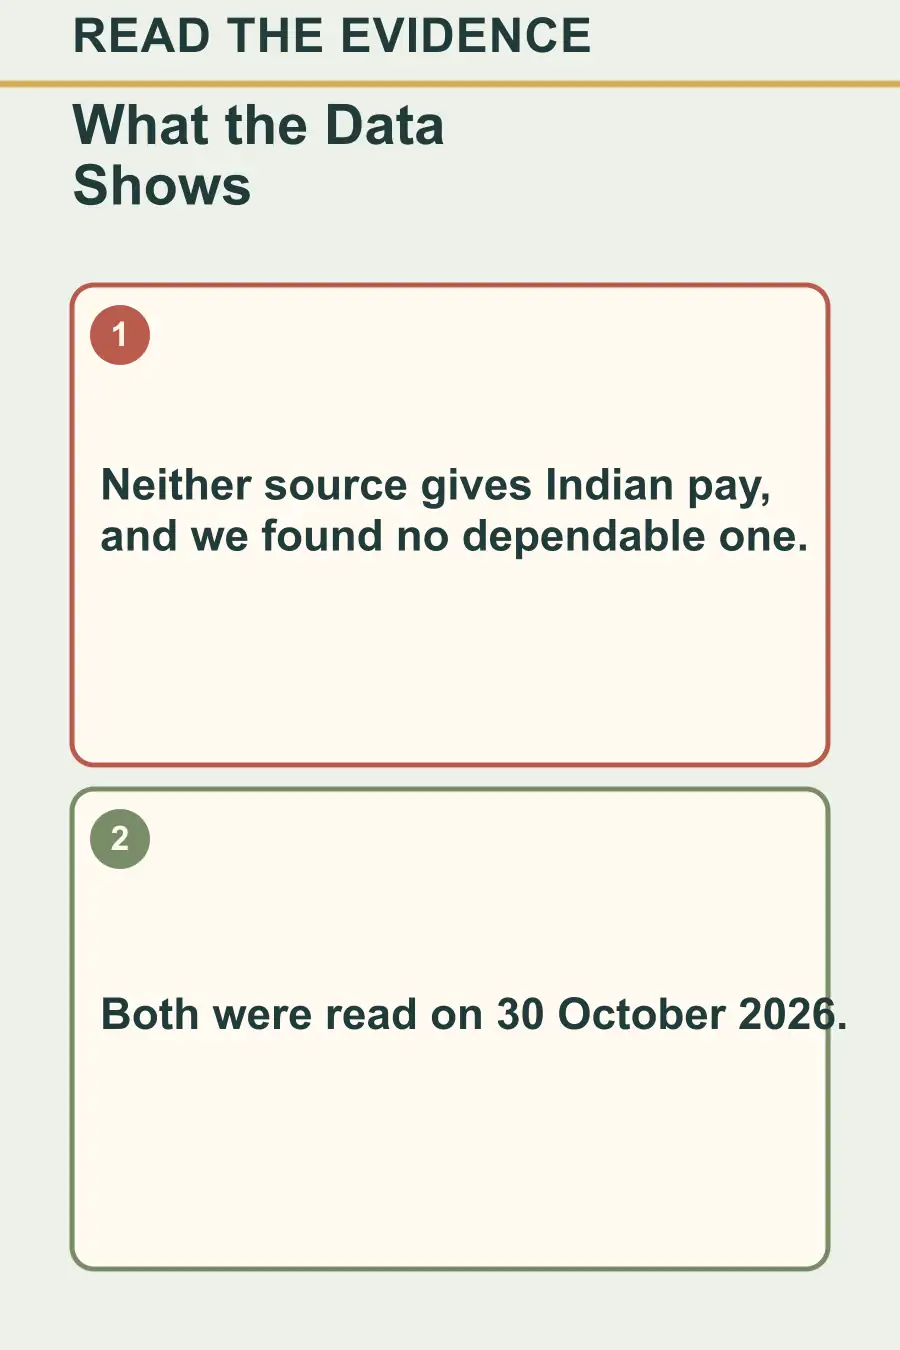 READ THE EVIDENCE
What the Data
Shows
1
Neither source gives Indian pay,
and we found no dependable one.
2
Both were read on 30 October 2026.